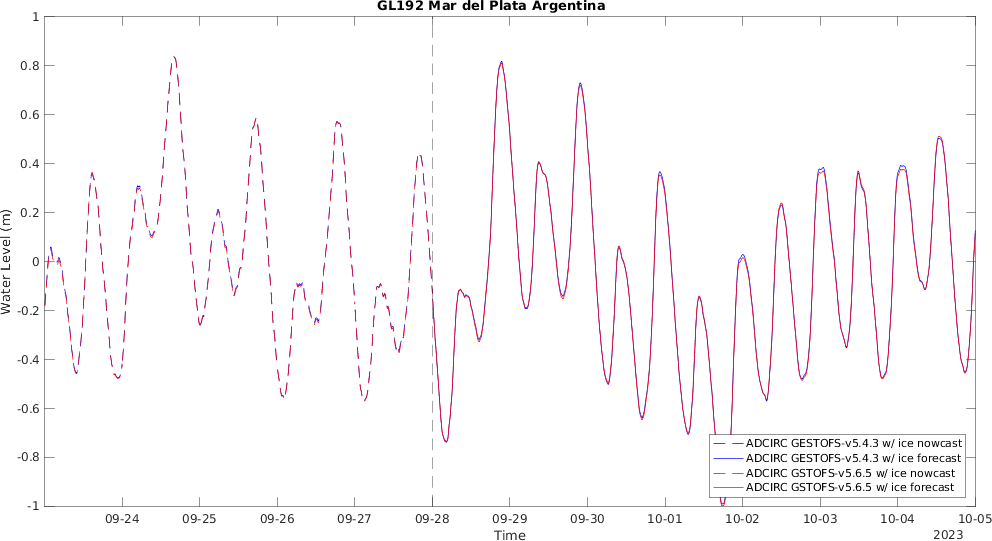 GL192 Mar del Plata Argentina
Water Level (m)
1
0.8
0.6
0.4
0.2
0
-0.2
-0.4
-0.6
-0.8
-1
ADCIRC GESTOFS-v5.4.3 w/ ice nowcast
ADCIRC GESTOFS-v5.4.3 w/ ice forecast
ADCIRC GSTOFS-v5.6.5 w/ ice nowcast
ADCIRC GSTOFS-v5.6.5 w/ ice forecast
09-24 09-25 09-26 09-27 09-28 09-29 09-30 10-01 10-02 10-03 10-04 10-05
Time
2023